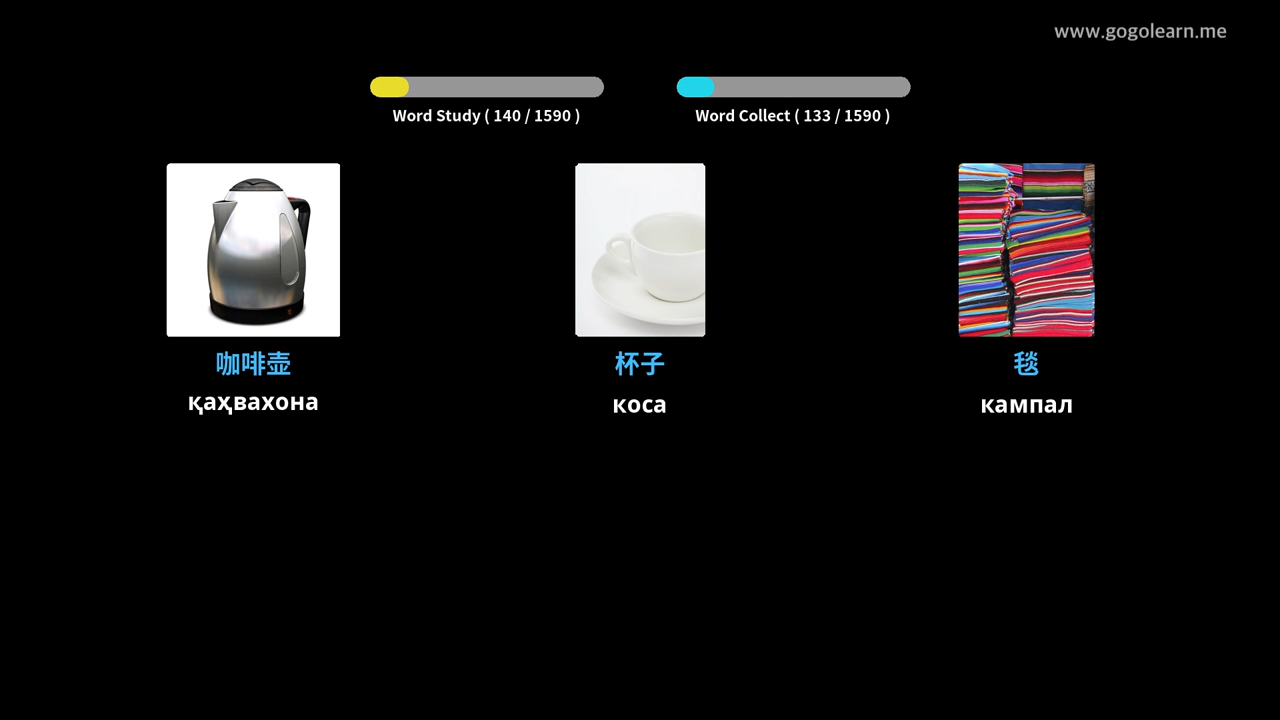 www.gogolearn.me
Word Study ( 140 / 1590 )
Word Collect ( 133 / 1590 )
咖啡壶
杯子
毯
қаҳвахона
коса
кампал